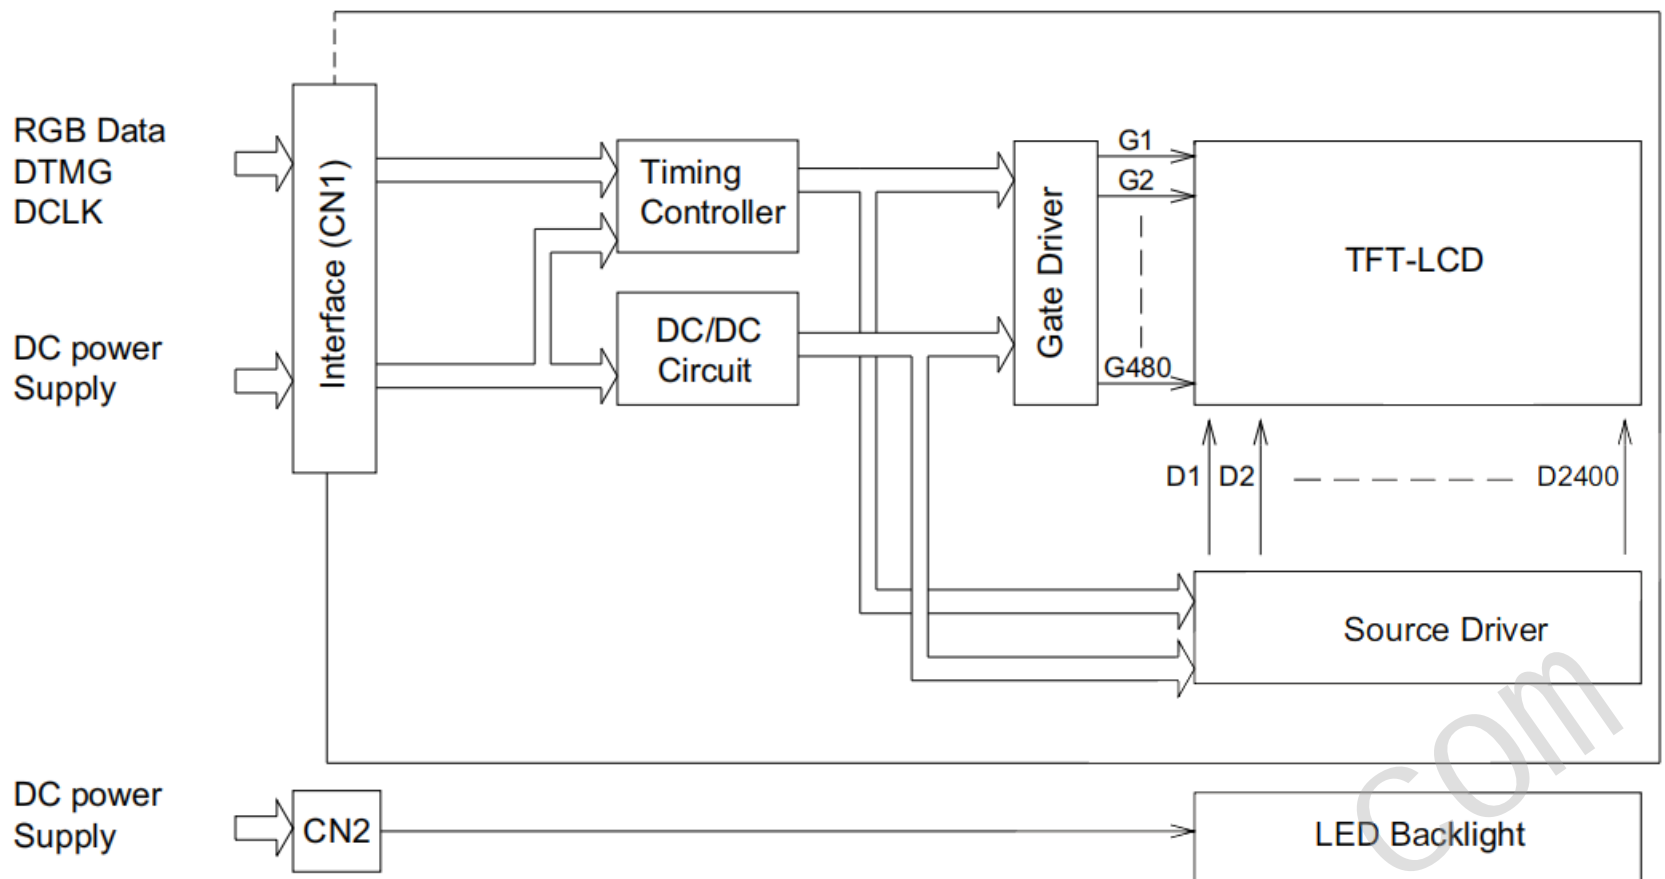 RGB Data
DTMG
DCLK
DC power
Supply
Interface (CN1)
Timing
Controller
DC/DC
Circuit
Gate Driver
G1
G2
G480
TFT-LCD
D1
D2
D2400
Source Driver
DC power
Supply
CN2
LED Backlight
com